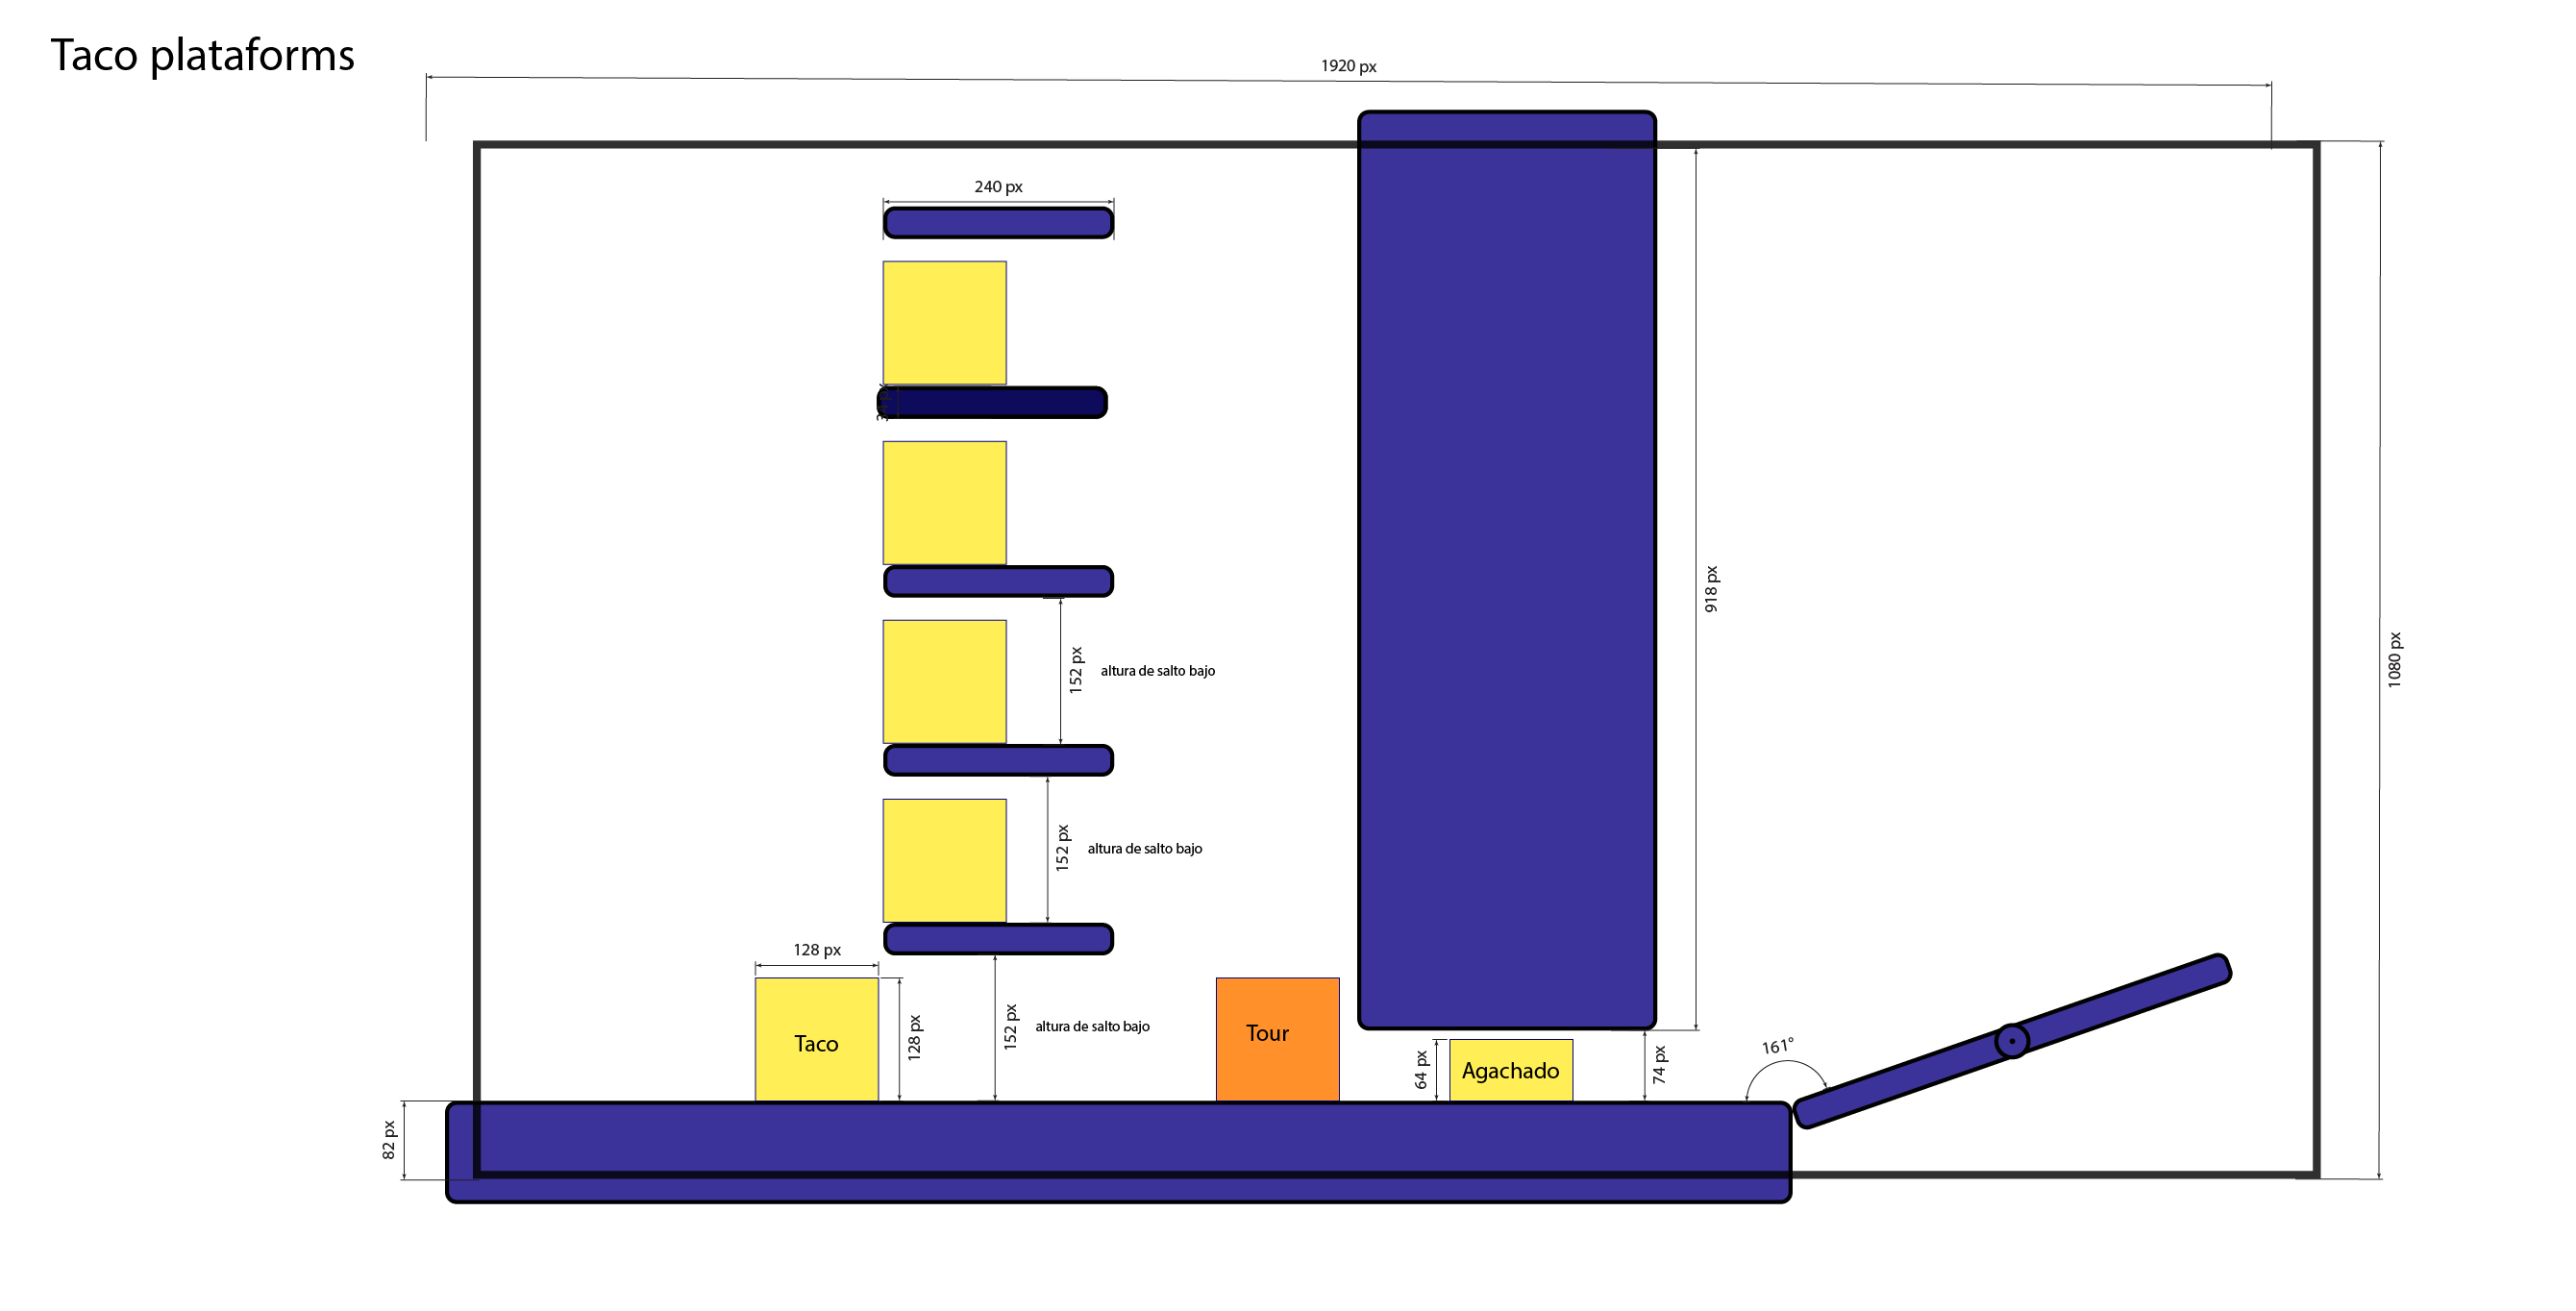 Taco plataforms
1920 px
240 px
918 px
1080 px
152 px
altura de salto bajo
152 px
altura de salto bajo
128 px
Taco
128 px
152 px
altura de salto bajo
Tour
64 px
Agachado
74 px
161°
82 px